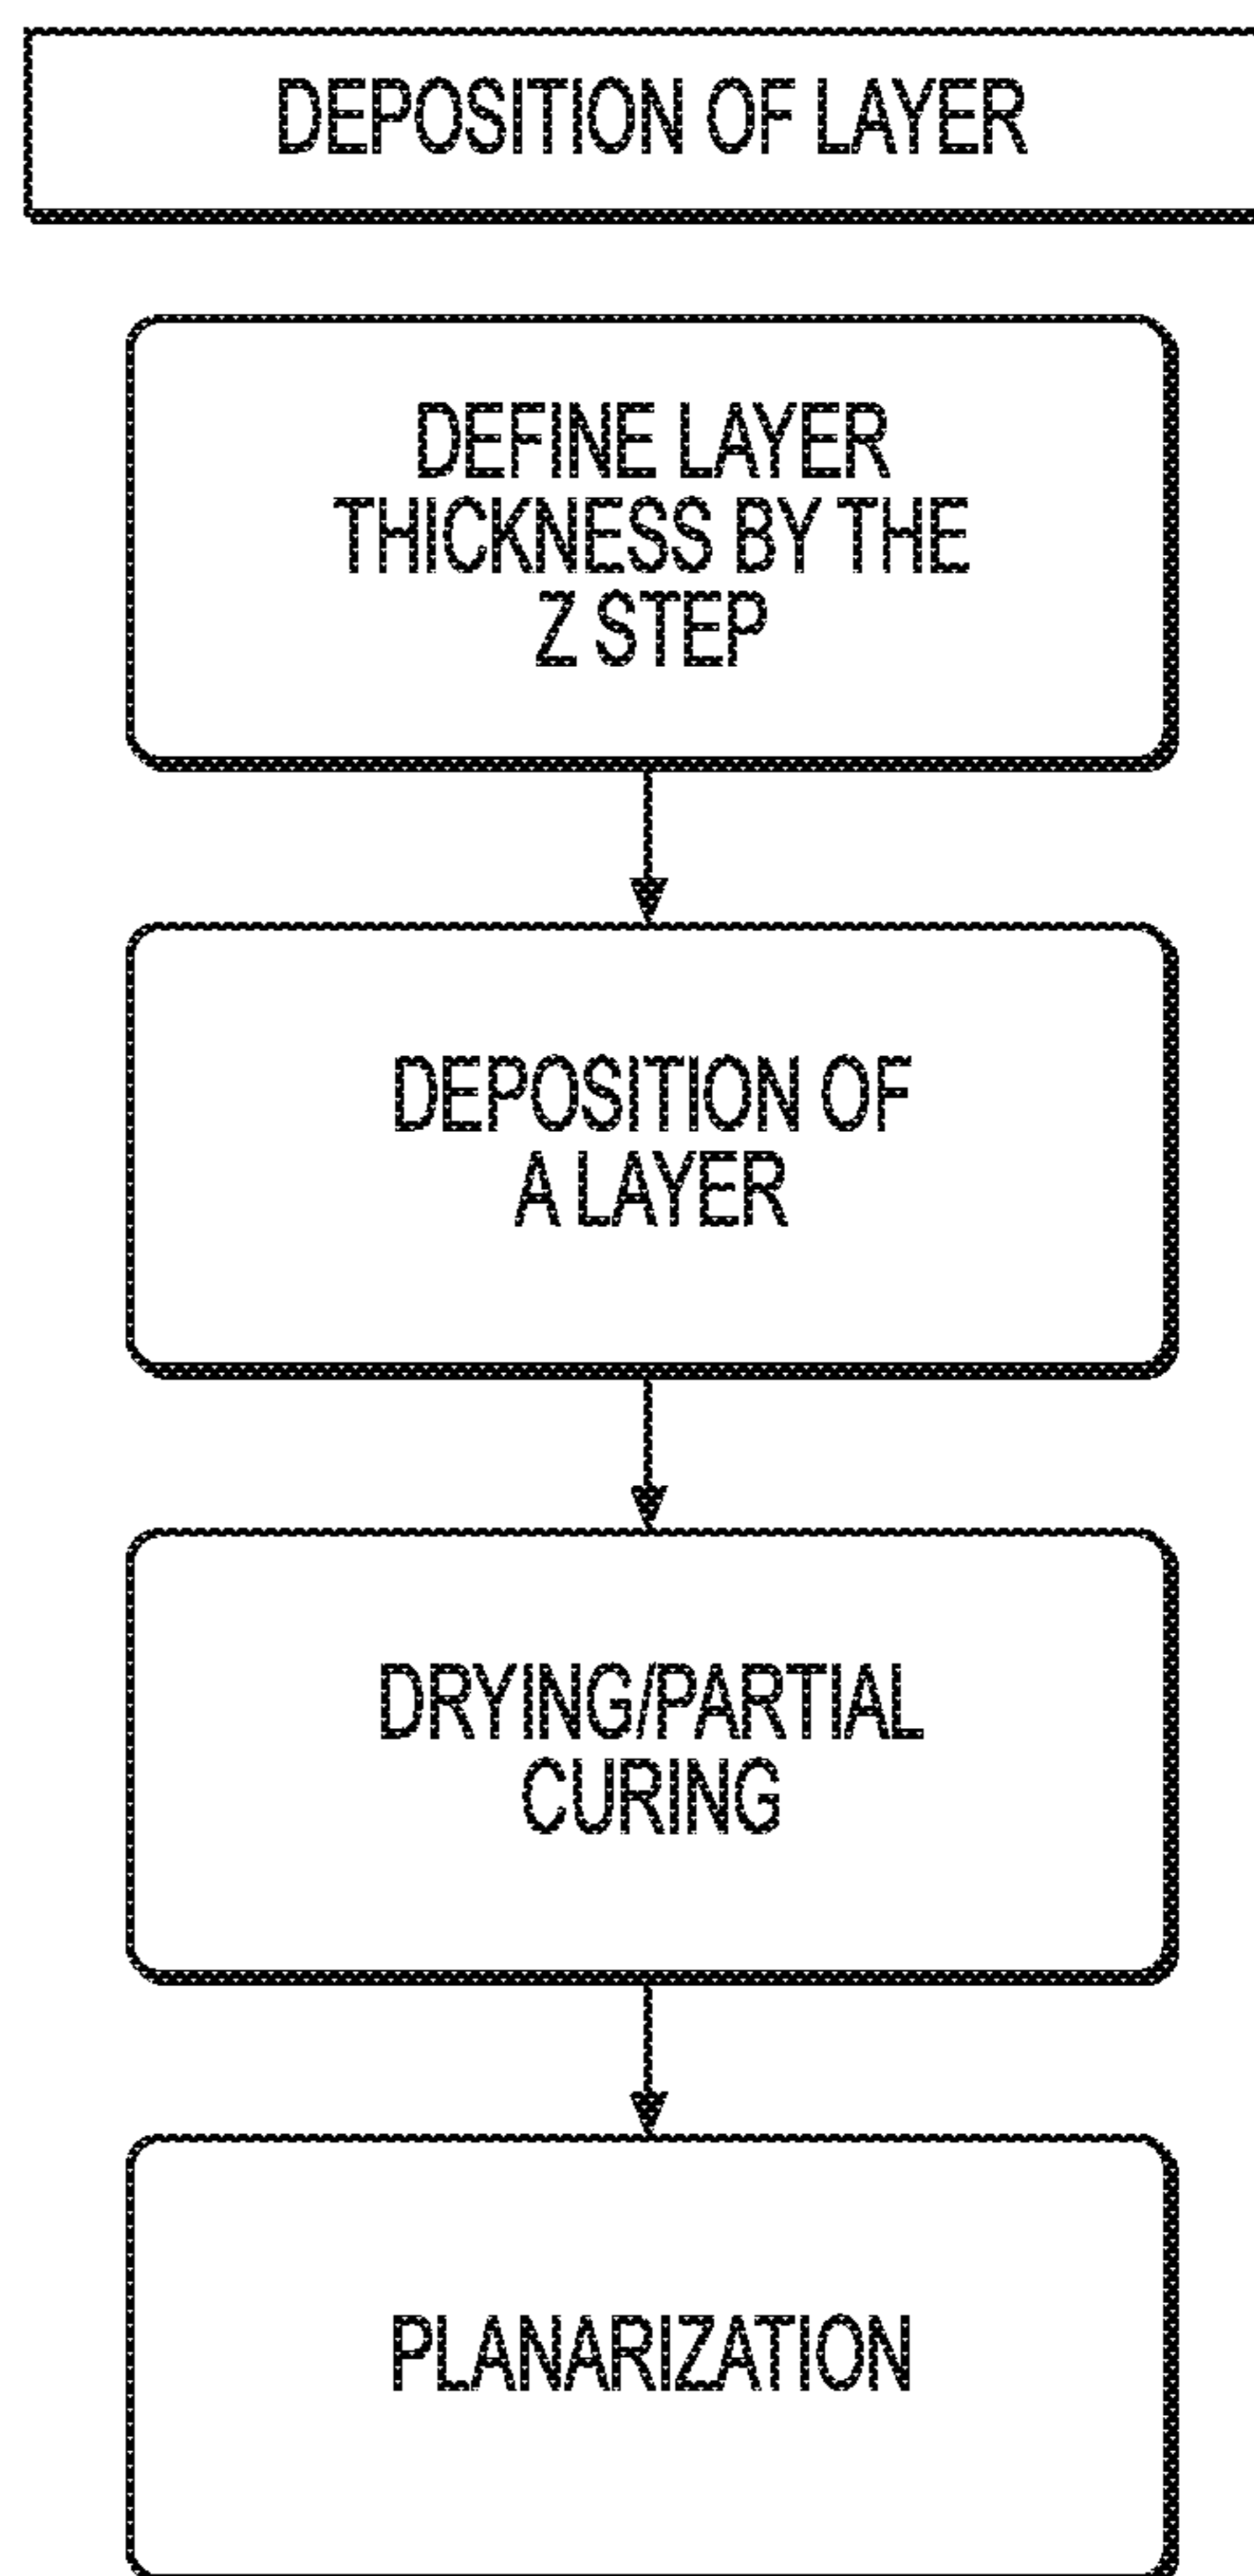 DEPOSITION OF LAYER
DEFINE LAYER
THICKNESS BY THE
Z STEP
DEPOSITION OF
A LAYER
DRYING/PARTIAL
CURING
PLANARIZATION